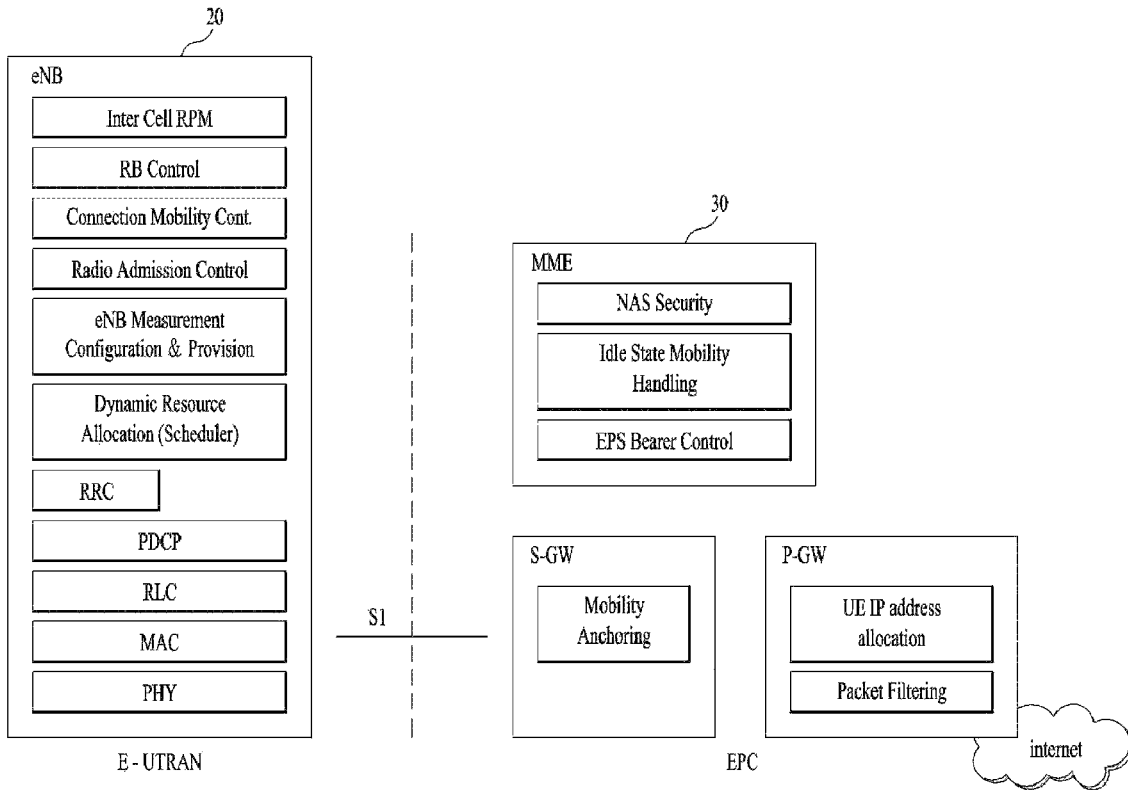 20
eNB
Inter Cell RPM
RB Control
Connection Mobility Cont.
Radio Admission Control
eNB Measurement
Configuration & Provision
Dynamic Resource
Allocation (Scheduler)
RRC
PDCP
RLC
MAC
PHY
E - UTRAN
S1
30
MME
NAS Security
Idle State Mobility
Handling
EPS Bearer Control
S-GW
Mobility
Anchoring
P-GW
UE IP address
allocation
Packet Filtering
internet
EPC